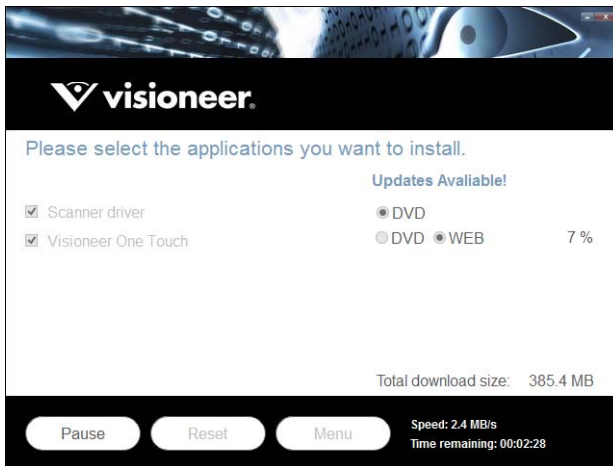 visioneer®
Please select the applications you want to install.
Updates Avaliable!
Scanner driver DVD
Visioneer One Touch DVD WEB 7 %
Total download size: 385.4 MB
Pause Reset Menu Speed: 2.4 MB/s
Time remaining: 00:02:28